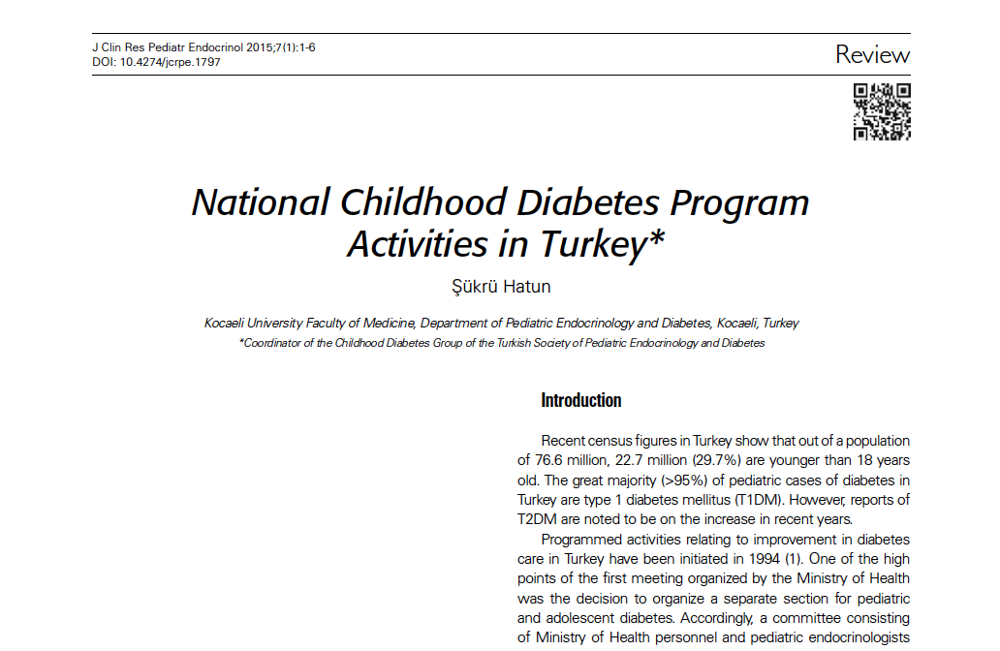 J Clin Res Pediatr Endocrinol 2015;7(1):1-6
DOI: 10.4274/jcrpe.1797
Review
National Childhood Diabetes Program
Activities in Turkey*
Şükrü Hatun
Kocaeli University Faculty of Medicine, Department of Pediatric Endocrinology and Diabetes, Kocaeli, Turkey
*Coordinator of the Childhood Diabetes Group of the Turkish Society of Pediatric Endocrinology and Diabetes
Introduction
Recent census figures in Turkey show that out of a population
of 76.6 million, 22.7 million (29.7%) are younger than 18 years
old. The great majority (>95%) of pediatric cases of diabetes in
Turkey are type 1 diabetes mellitus (T1DM). However, reports of
T2DM are noted to be on the increase in recent years.
Programmed activities relating to improvement in diabetes
care in Turkey have been initiated in 1994 (1). One of the high
points of the first meeting organized by the Ministry of Health
was the decision to organize a separate section for pediatric
and adolescent diabetes. Accordingly, a committee consisting
of Ministry of Health personnel and pediatric endocrinologists